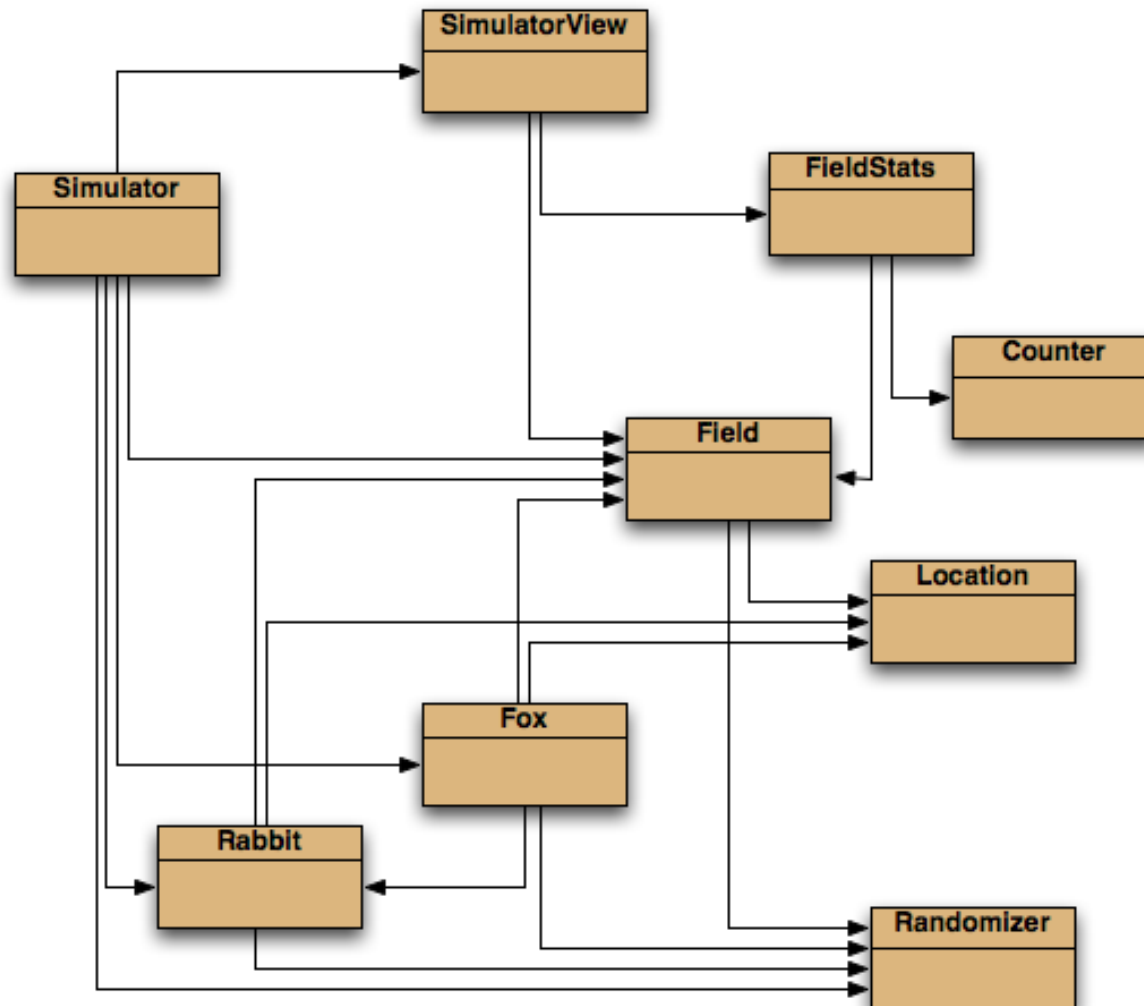 SimulatorView
Simulator
FieldStats
Counter
Field
Location
Fox
Rabbit
Randomizer